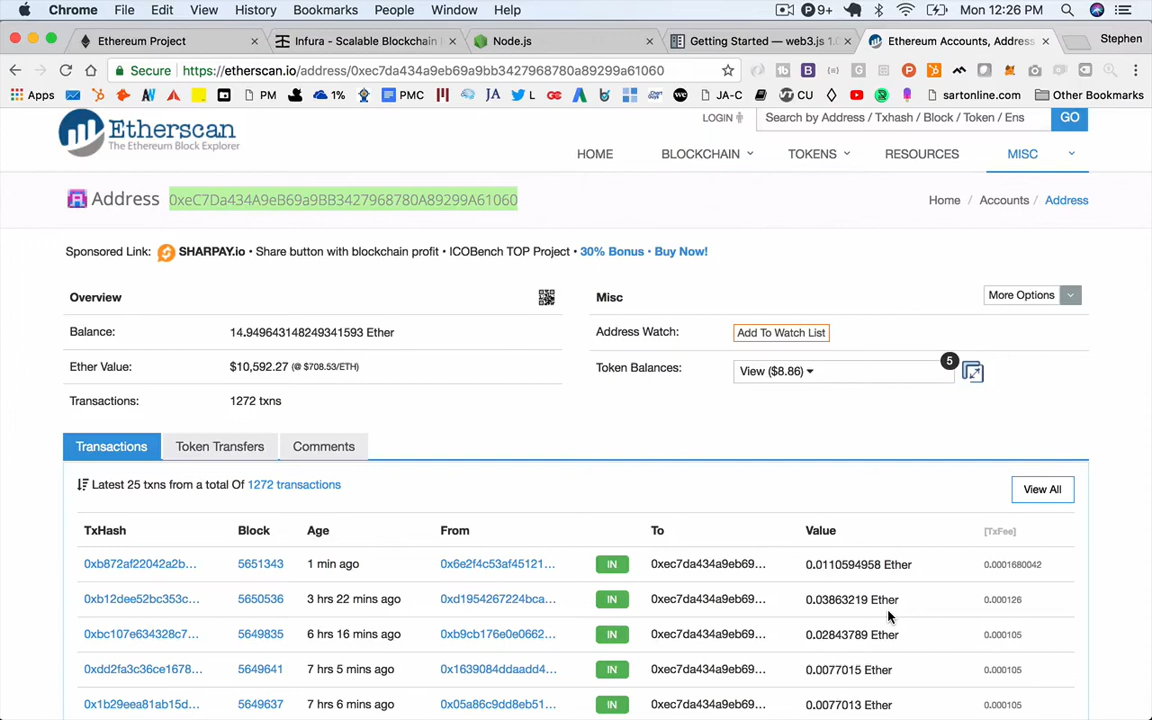 Chrome File Edit View History Bookmarks People Window Help 9+ Mon 12:26 PM
Ethereum Project × Infura - Scalable Blockchain × Node.js × Getting Started — web3.js 1.0 × Ethereum Accounts, Address × Stephen
Secure https://etherscan.io/address/0xec7da434a9eb69a9bb3427968780a89299a61060
Apps PM 1% PMC JA L JA-C CU sartonline.com Other Bookmarks
Etherscan
The Ethereum Block Explorer
LOGIN Search by Address / Txhash / Block / Token / Ens GO
HOME BLOCKCHAIN TOKENS RESOURCES MISC
Address 0xeC7Da434A9eB69a9BB3427968780A89299A61060 Home / Accounts / Address
Sponsored Link: SHARPAY.io • Share button with blockchain profit • ICOBench TOP Project • 30% Bonus • Buy Now!
Overview Misc More Options
Balance: 14.949643148249341593 Ether Address Watch: Add To Watch List
Ether Value: $10,592.27 (@ $708.53/ETH) Token Balances: View ($8.86) 5
Transactions: 1272 txns
Transactions Token Transfers Comments
Latest 25 txns from a total Of 1272 transactions View All
TxHash Block Age From To Value [TxFee]
0xb872af22042a2b... 5651343 1 min ago 0x6e2f4c53af45121... IN 0xec7da434a9eb69... 0.0110594958 Ether 0.0001680042
0xb12dee52bc353c... 5650536 3 hrs 22 mins ago 0xd1954267224bca... IN 0xec7da434a9eb69... 0.03863219 Ether 0.000126
0xbc107e634328c7... 5649835 6 hrs 16 mins ago 0xb9cb176e0e0662... IN 0xec7da434a9eb69... 0.02843789 Ether 0.000105
0xdd2fa3c36ce1678... 5649641 7 hrs 5 mins ago 0x1639084ddaadd4... IN 0xec7da434a9eb69... 0.0077015 Ether 0.000105
0x1b29eea81ab15d... 5649637 7 hrs 6 mins ago 0x05a86c9dd8eb51... IN 0xec7da434a9eb69... 0.0077013 Ether 0.000105